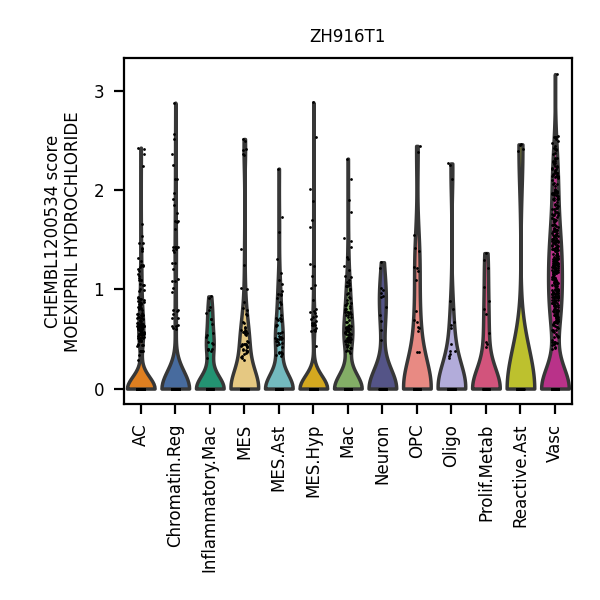 ZH916T1
CHEMBL1200534 score
MOEXIPRIL HYDROCHLORIDE
3
2
1
0
AC
Chromatin.Reg
Inflammatory.Mac
MES
MES.Ast
MES.Hyp
Mac
Neuron
OPC
Oligo
Prolif.Metab
Reactive.Ast
Vasc